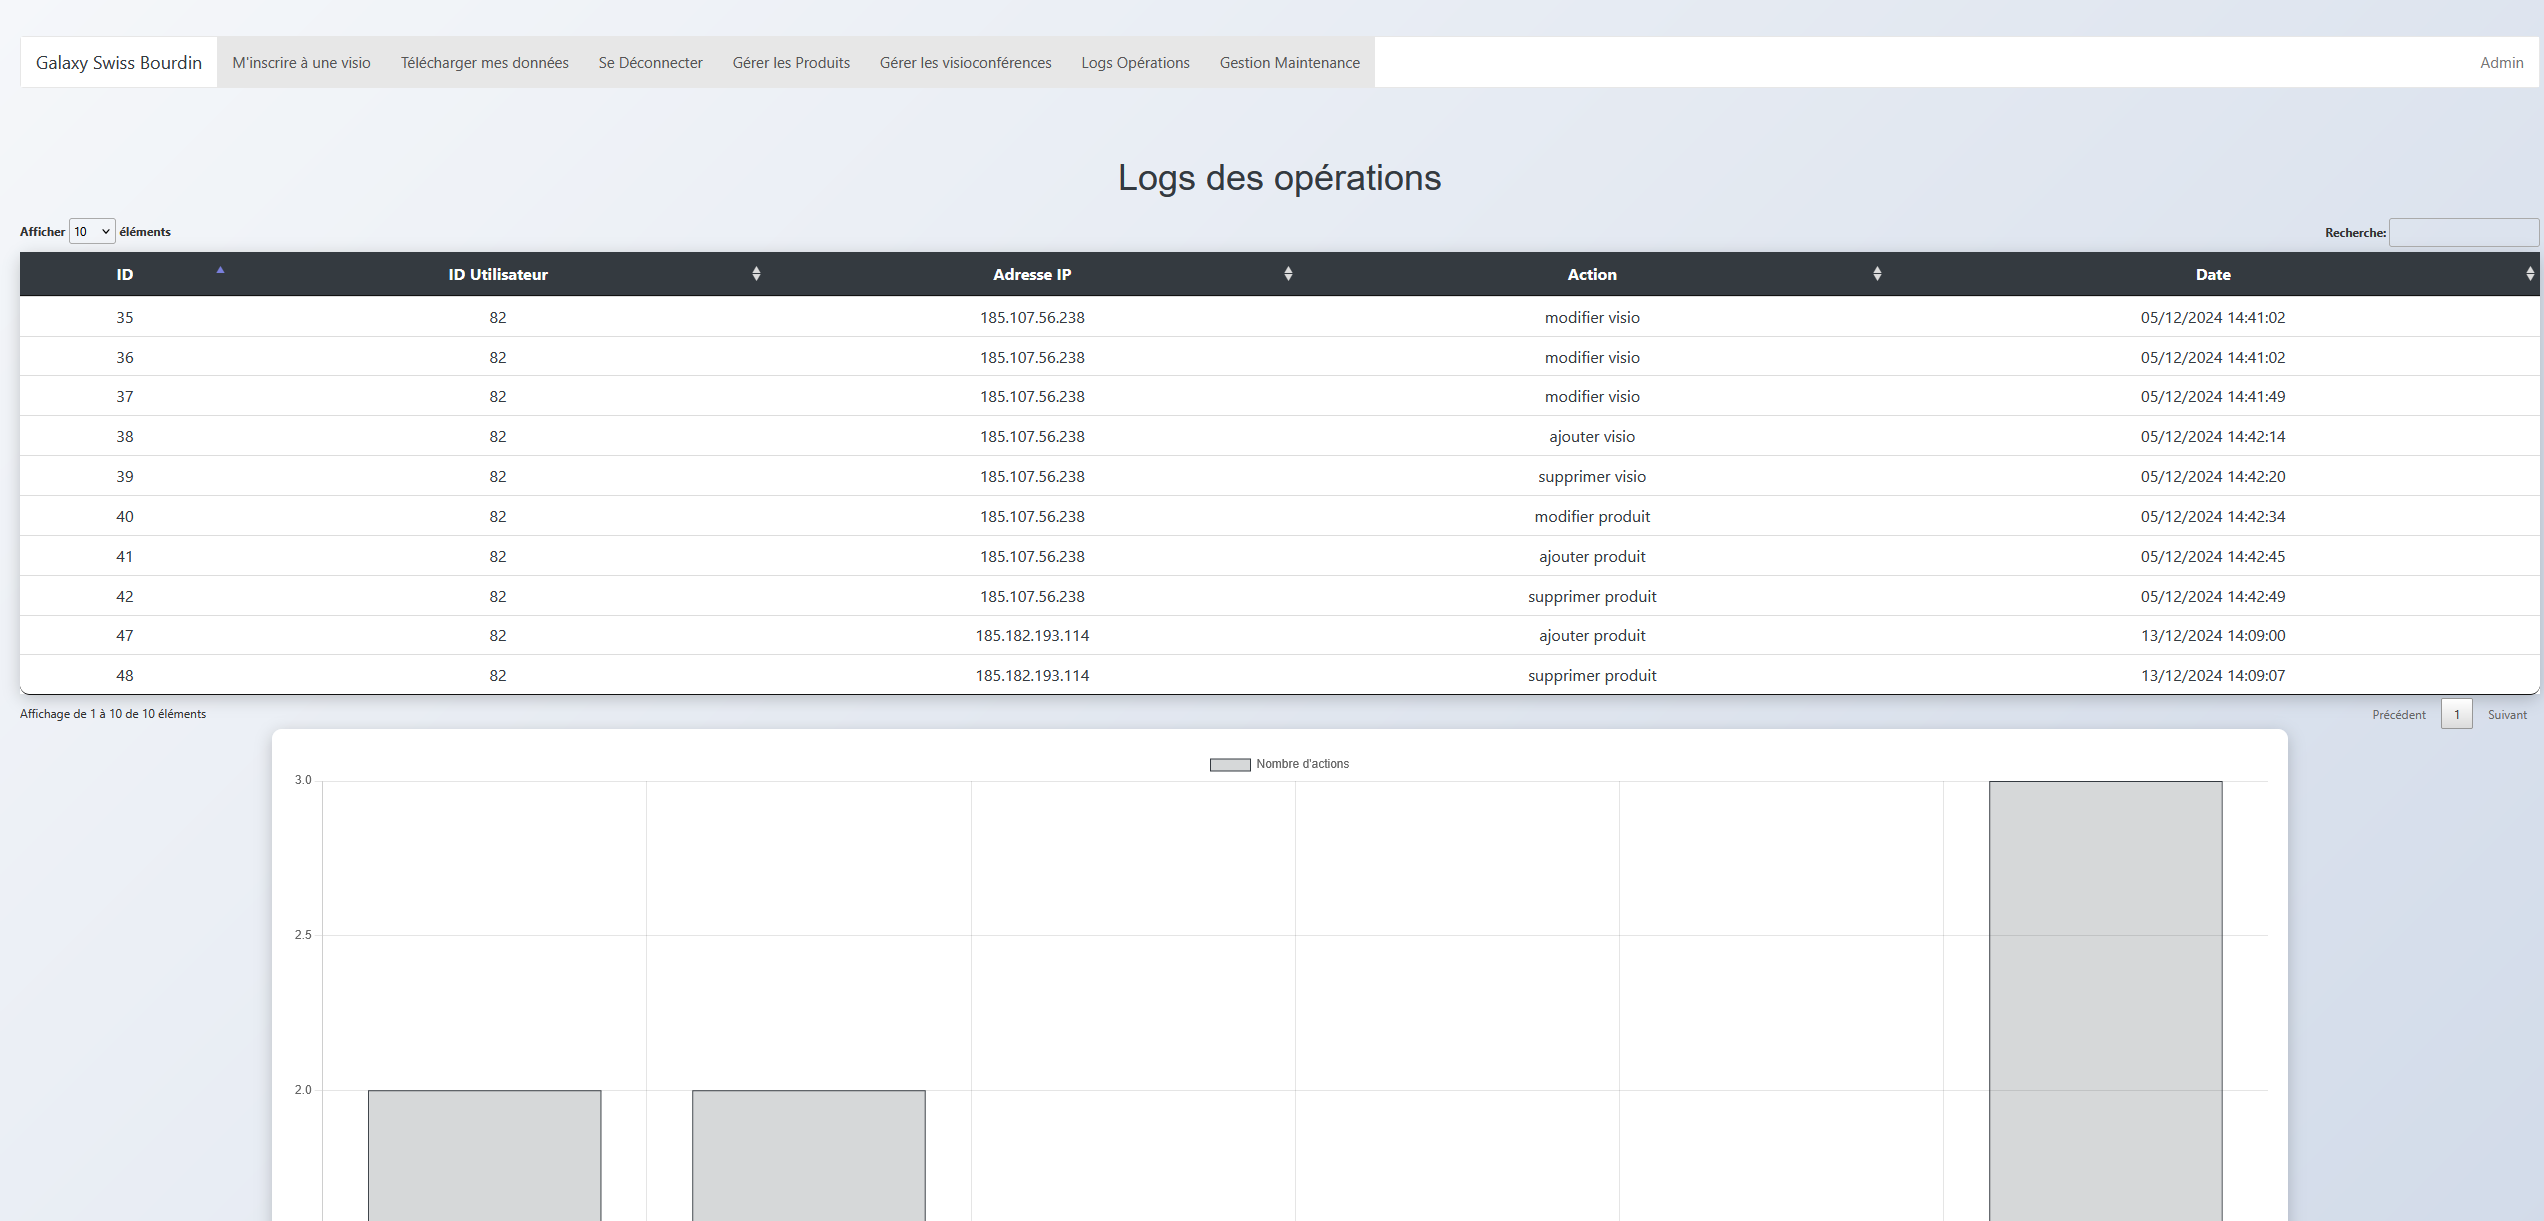 Galaxy Swiss Bourdin M'inscrire à une visio Télécharger mes données Se Déconnecter Gérer les Produits Gérer les visioconférences Logs Opérations Gestion Maintenance Admin
Logs des opérations
Afficher 10 éléments Recherche:
ID ID Utilisateur Adresse IP Action Date
35 82 185.107.56.238 modifier visio 05/12/2024 14:41:02
36 82 185.107.56.238 modifier visio 05/12/2024 14:41:02
37 82 185.107.56.238 modifier visio 05/12/2024 14:41:49
38 82 185.107.56.238 ajouter visio 05/12/2024 14:42:14
39 82 185.107.56.238 supprimer visio 05/12/2024 14:42:20
40 82 185.107.56.238 modifier produit 05/12/2024 14:42:34
41 82 185.107.56.238 ajouter produit 05/12/2024 14:42:45
42 82 185.107.56.238 supprimer produit 05/12/2024 14:42:49
47 82 185.182.193.114 ajouter produit 13/12/2024 14:09:00
48 82 185.182.193.114 supprimer produit 13/12/2024 14:09:07
Affichage de 1 à 10 de 10 éléments Précédent 1 Suivant
Nombre d'actions
3.0
2.5
2.0